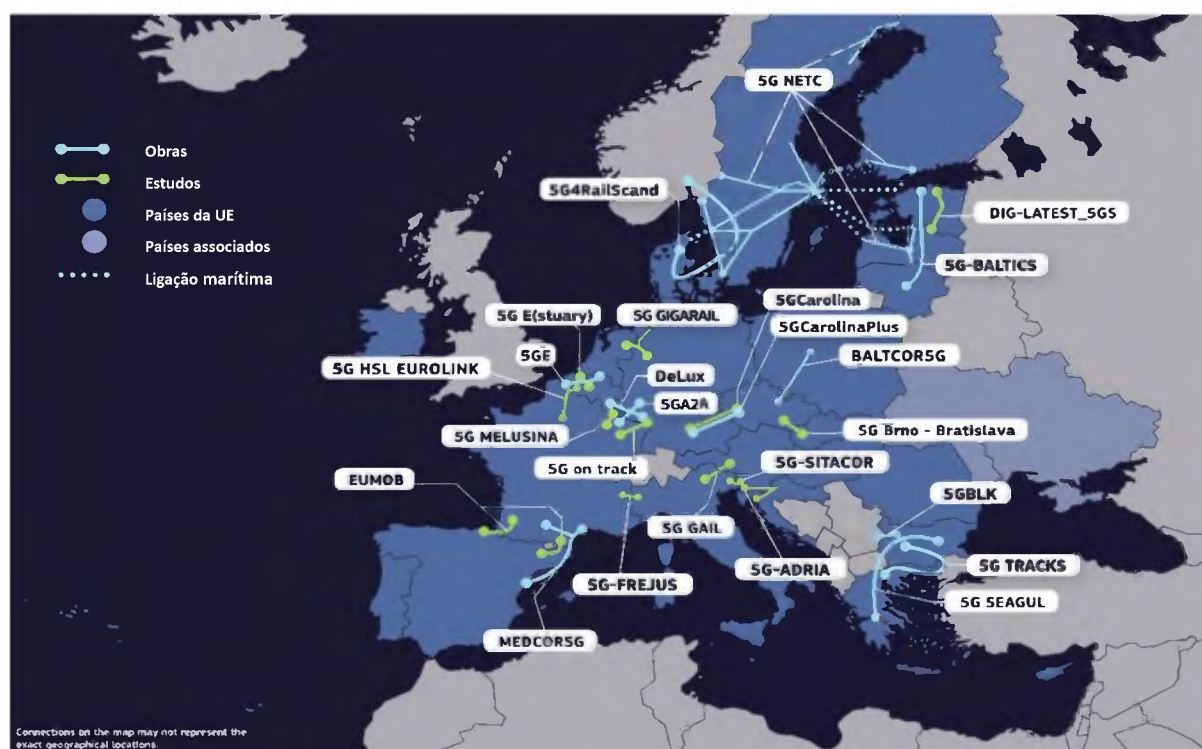 5G NETC
Obras
Estudos
Países da UE
Países associados
Ligação marítima
5G4RailScand
DIG-LATEST_5GS
5G-BALTICS
5G E(stuary)
5G GIGARAIL
5GCarolina
5GCarolinaPlus
5GE
BALTCOR5G
5G HSL EUROLINK
DeLux
5GA2A
5G MELUSINA
5G Brno - Bratislava
5G on track
5G-SITACOR
EUMOB
5GBLK
5G GAIL
5G-ADRIA
5G TRACKS
5G-FREJUS
5G SEAGUL
MEDCOR5G
Connections on the map may not represent the
exact geographical locations.